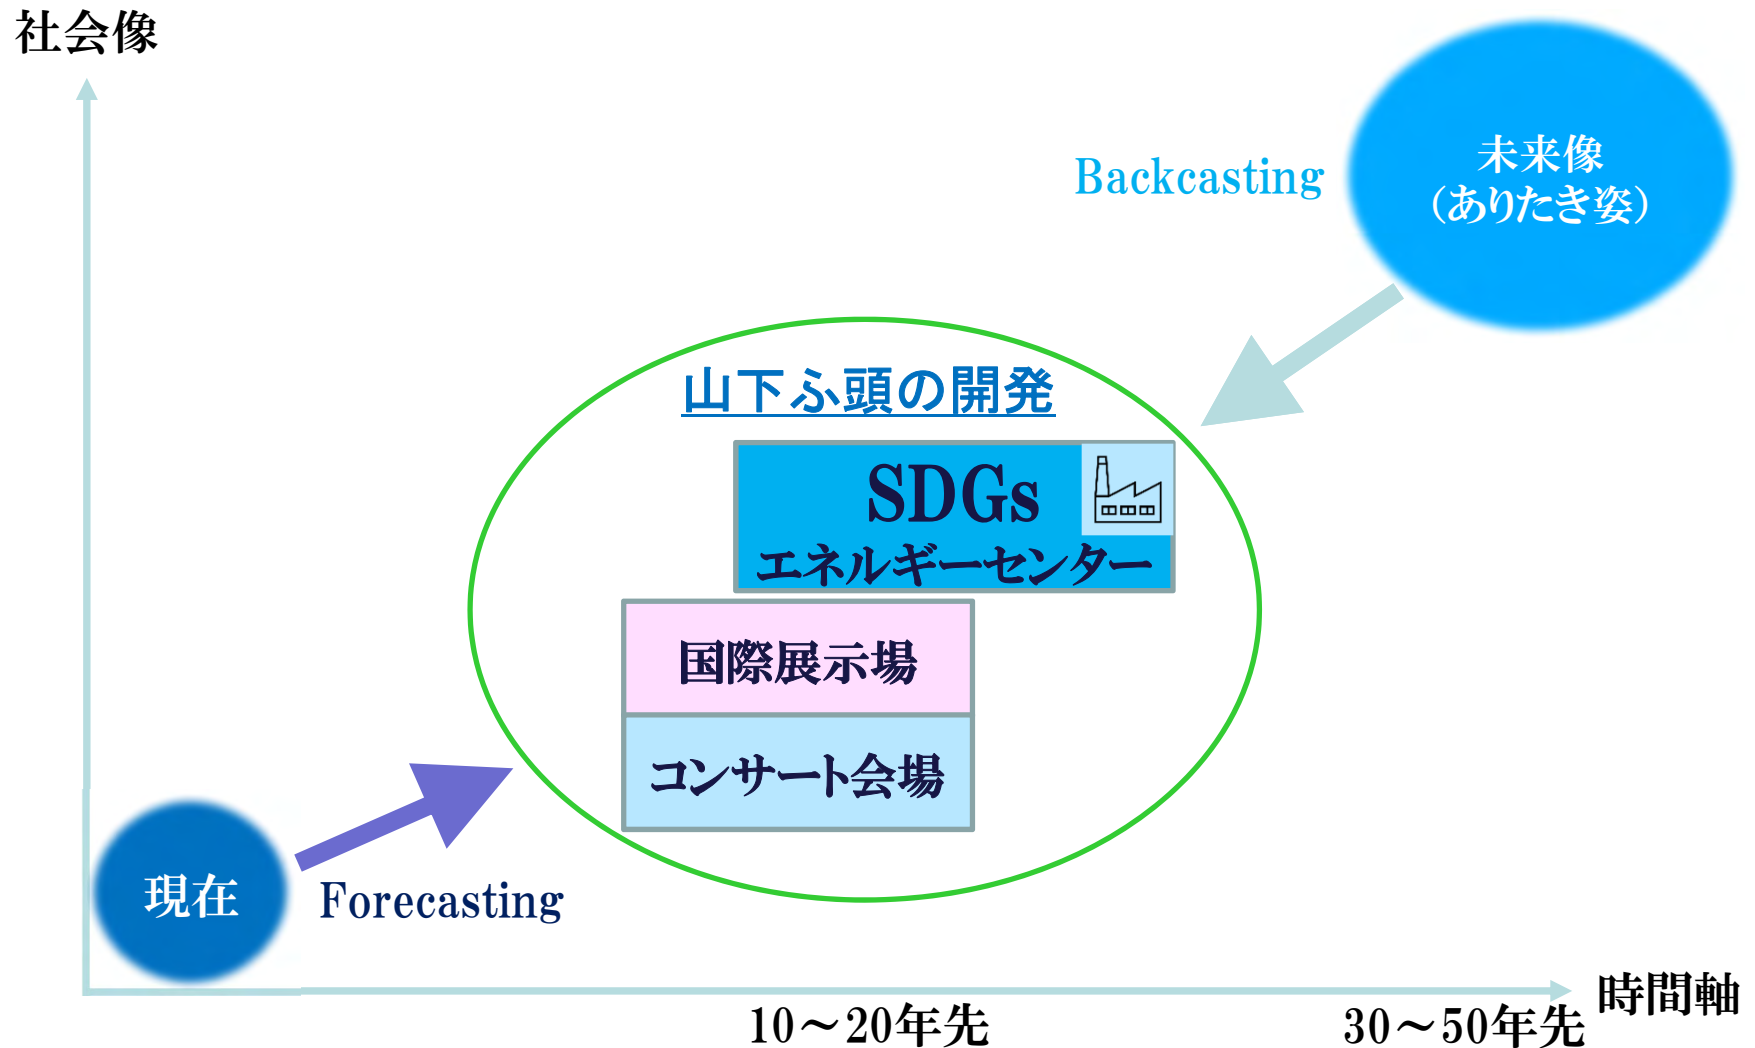 社会像
未来像
（ありたき姿）
Backcasting
山下ふ頭の開発
SDGs
エネルギーセンター
国際展示場
コンサート会場
現在
Forecasting
時間軸
10～20年先
30～50年先